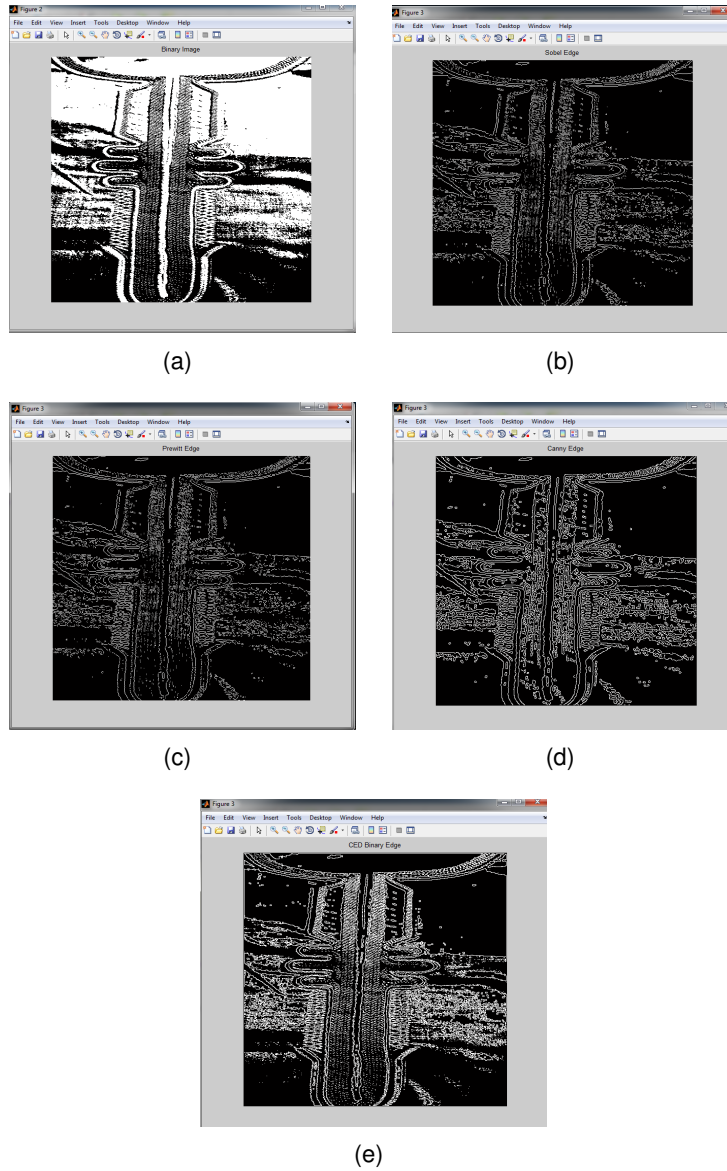 Figure 2
File Edit View Insert Tools Desktop Window Help
Binary Image
(a)
Figure 3
File Edit View Insert Tools Desktop Window Help
Sobel Edge
(b)
Figure 3
File Edit View Insert Tools Desktop Window Help
Prewitt Edge
(c)
Figure 3
File Edit View Insert Tools Desktop Window Help
Canny Edge
(d)
Figure 3
File Edit View Insert Tools Desktop Window Help
CED Binary Edge
(e)